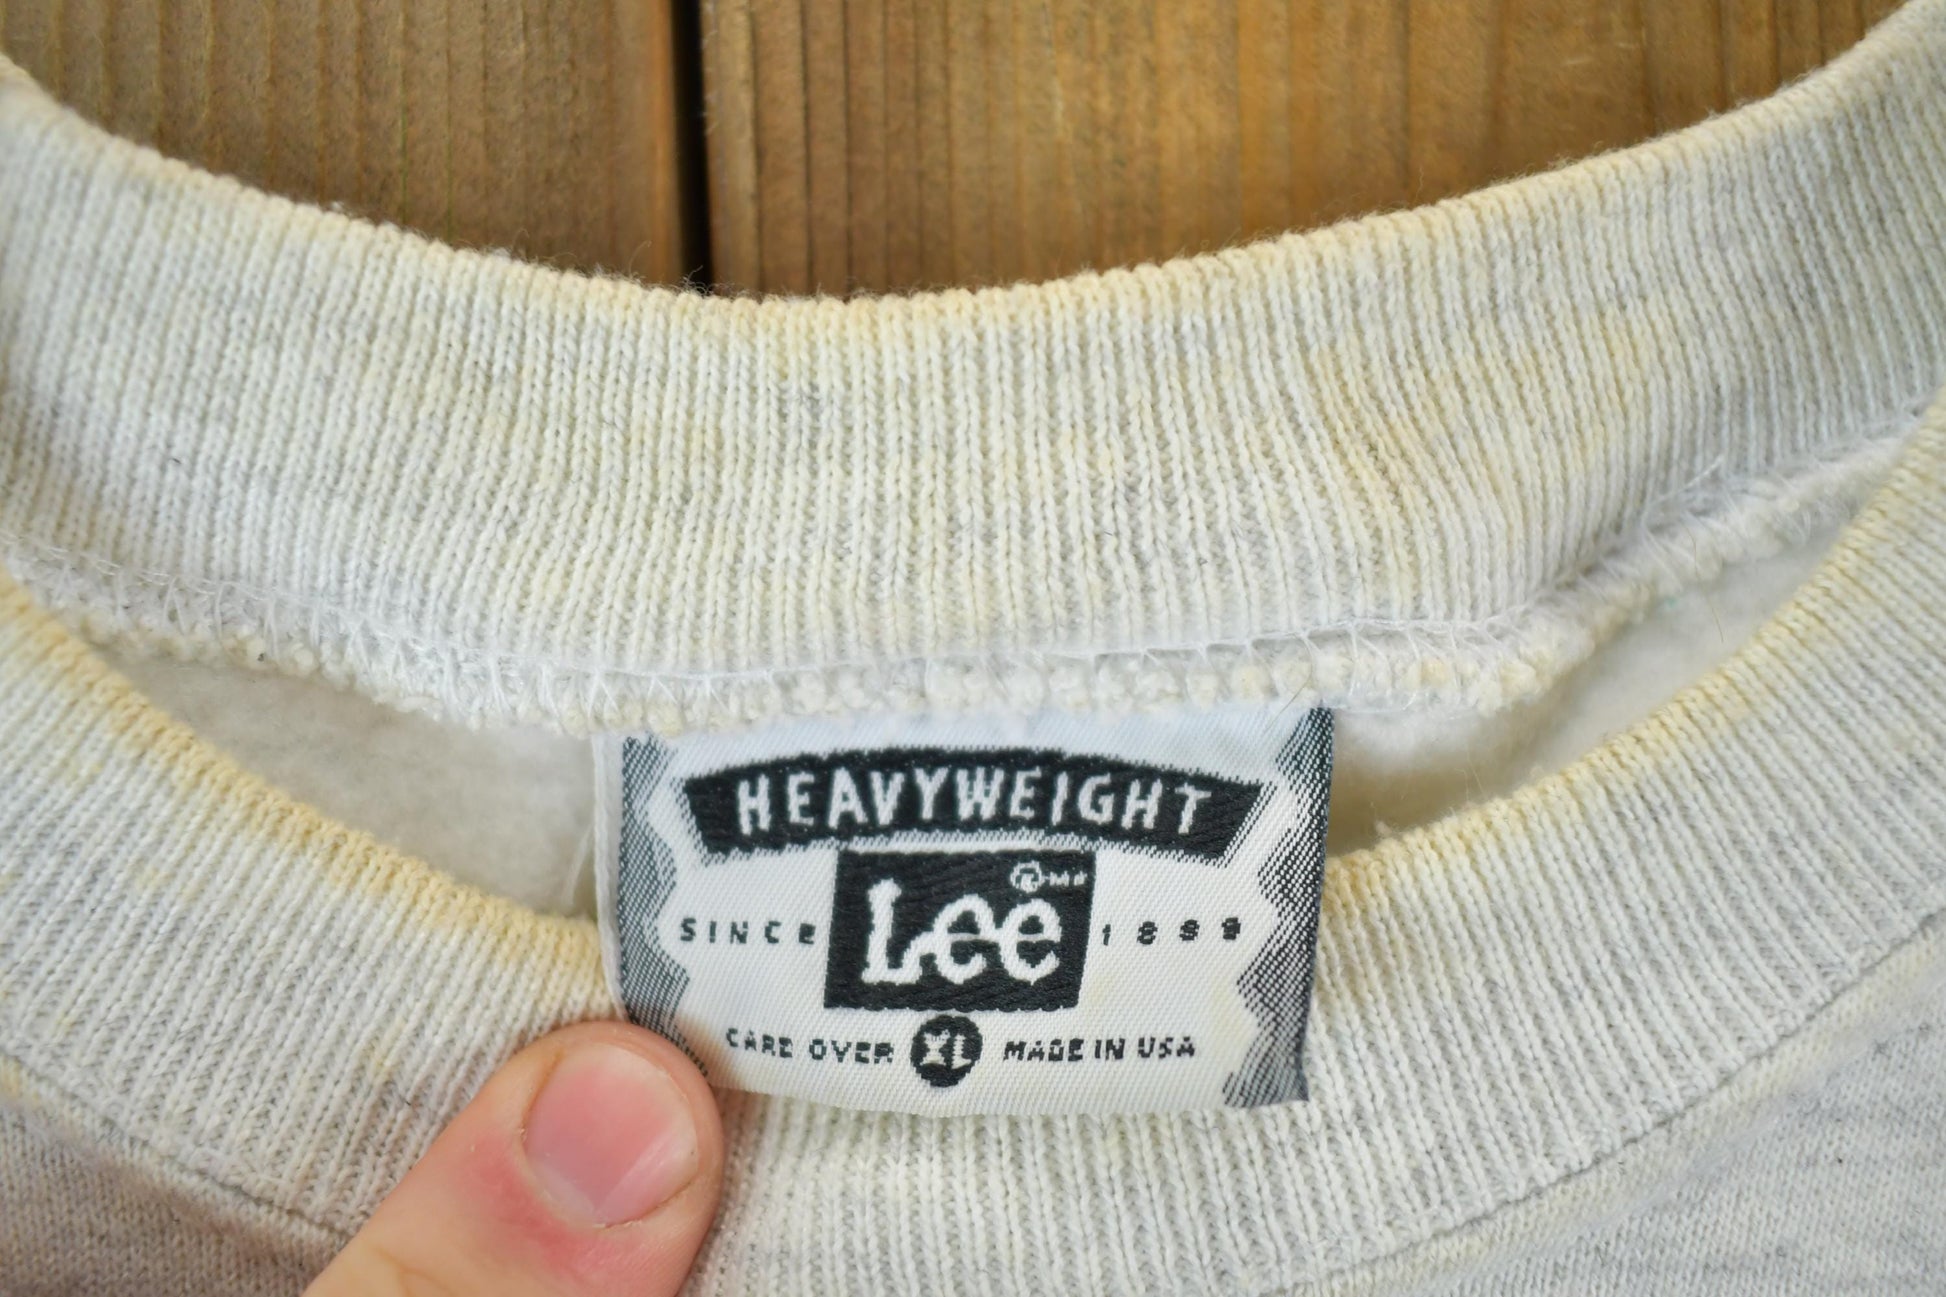 HEAVYWEIGHT
SINCE Lee ® 1889
CARE OVER XL MADE IN USA